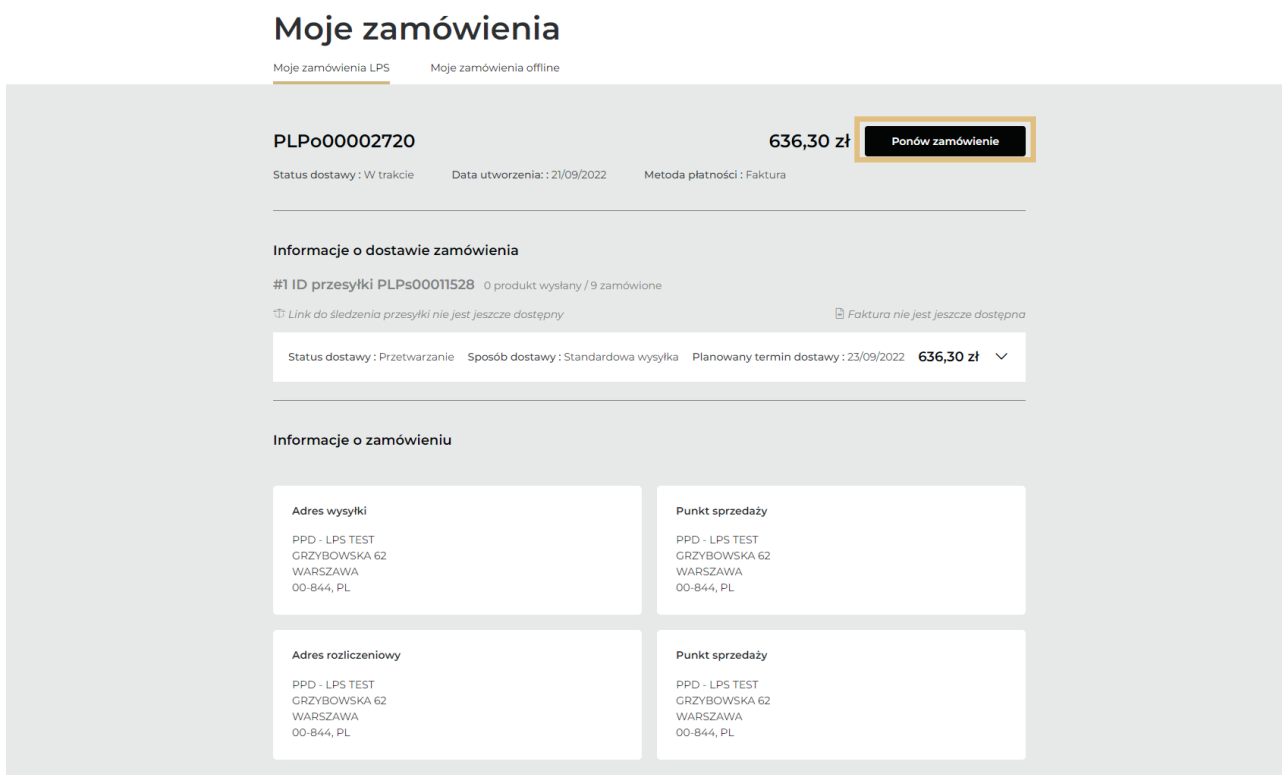 Moje zamówienia
Moje zamówienia LPS Moje zamówienia offline
PLPo00002720 636,30 zł Ponów zamówienie
Status dostawy : W trakcie Data utworzenia: : 21/09/2022 Metoda płatności : Faktura
Informacje o dostawie zamówienia
#1 ID przesyłki PLPs00011528 0 produkt wysłany / 9 zamówione
Link do śledzenia przesyłki nie jest jeszcze dostępny Faktura nie jest jeszcze dostępna
Status dostawy : Przetwarzanie Sposób dostawy : Standardowa wysyłka Planowany termin dostawy : 23/09/2022 636,30 zł
Informacje o zamówieniu
Adres wysyłki
PPD - LPS TEST
GRZYBOWSKA 62
WARSZAWA
00-844, PL
Punkt sprzedaży
PPD - LPS TEST
GRZYBOWSKA 62
WARSZAWA
00-844, PL
Adres rozliczeniowy
PPD - LPS TEST
GRZYBOWSKA 62
WARSZAWA
00-844, PL
Punkt sprzedaży
PPD - LPS TEST
GRZYBOWSKA 62
WARSZAWA
00-844, PL